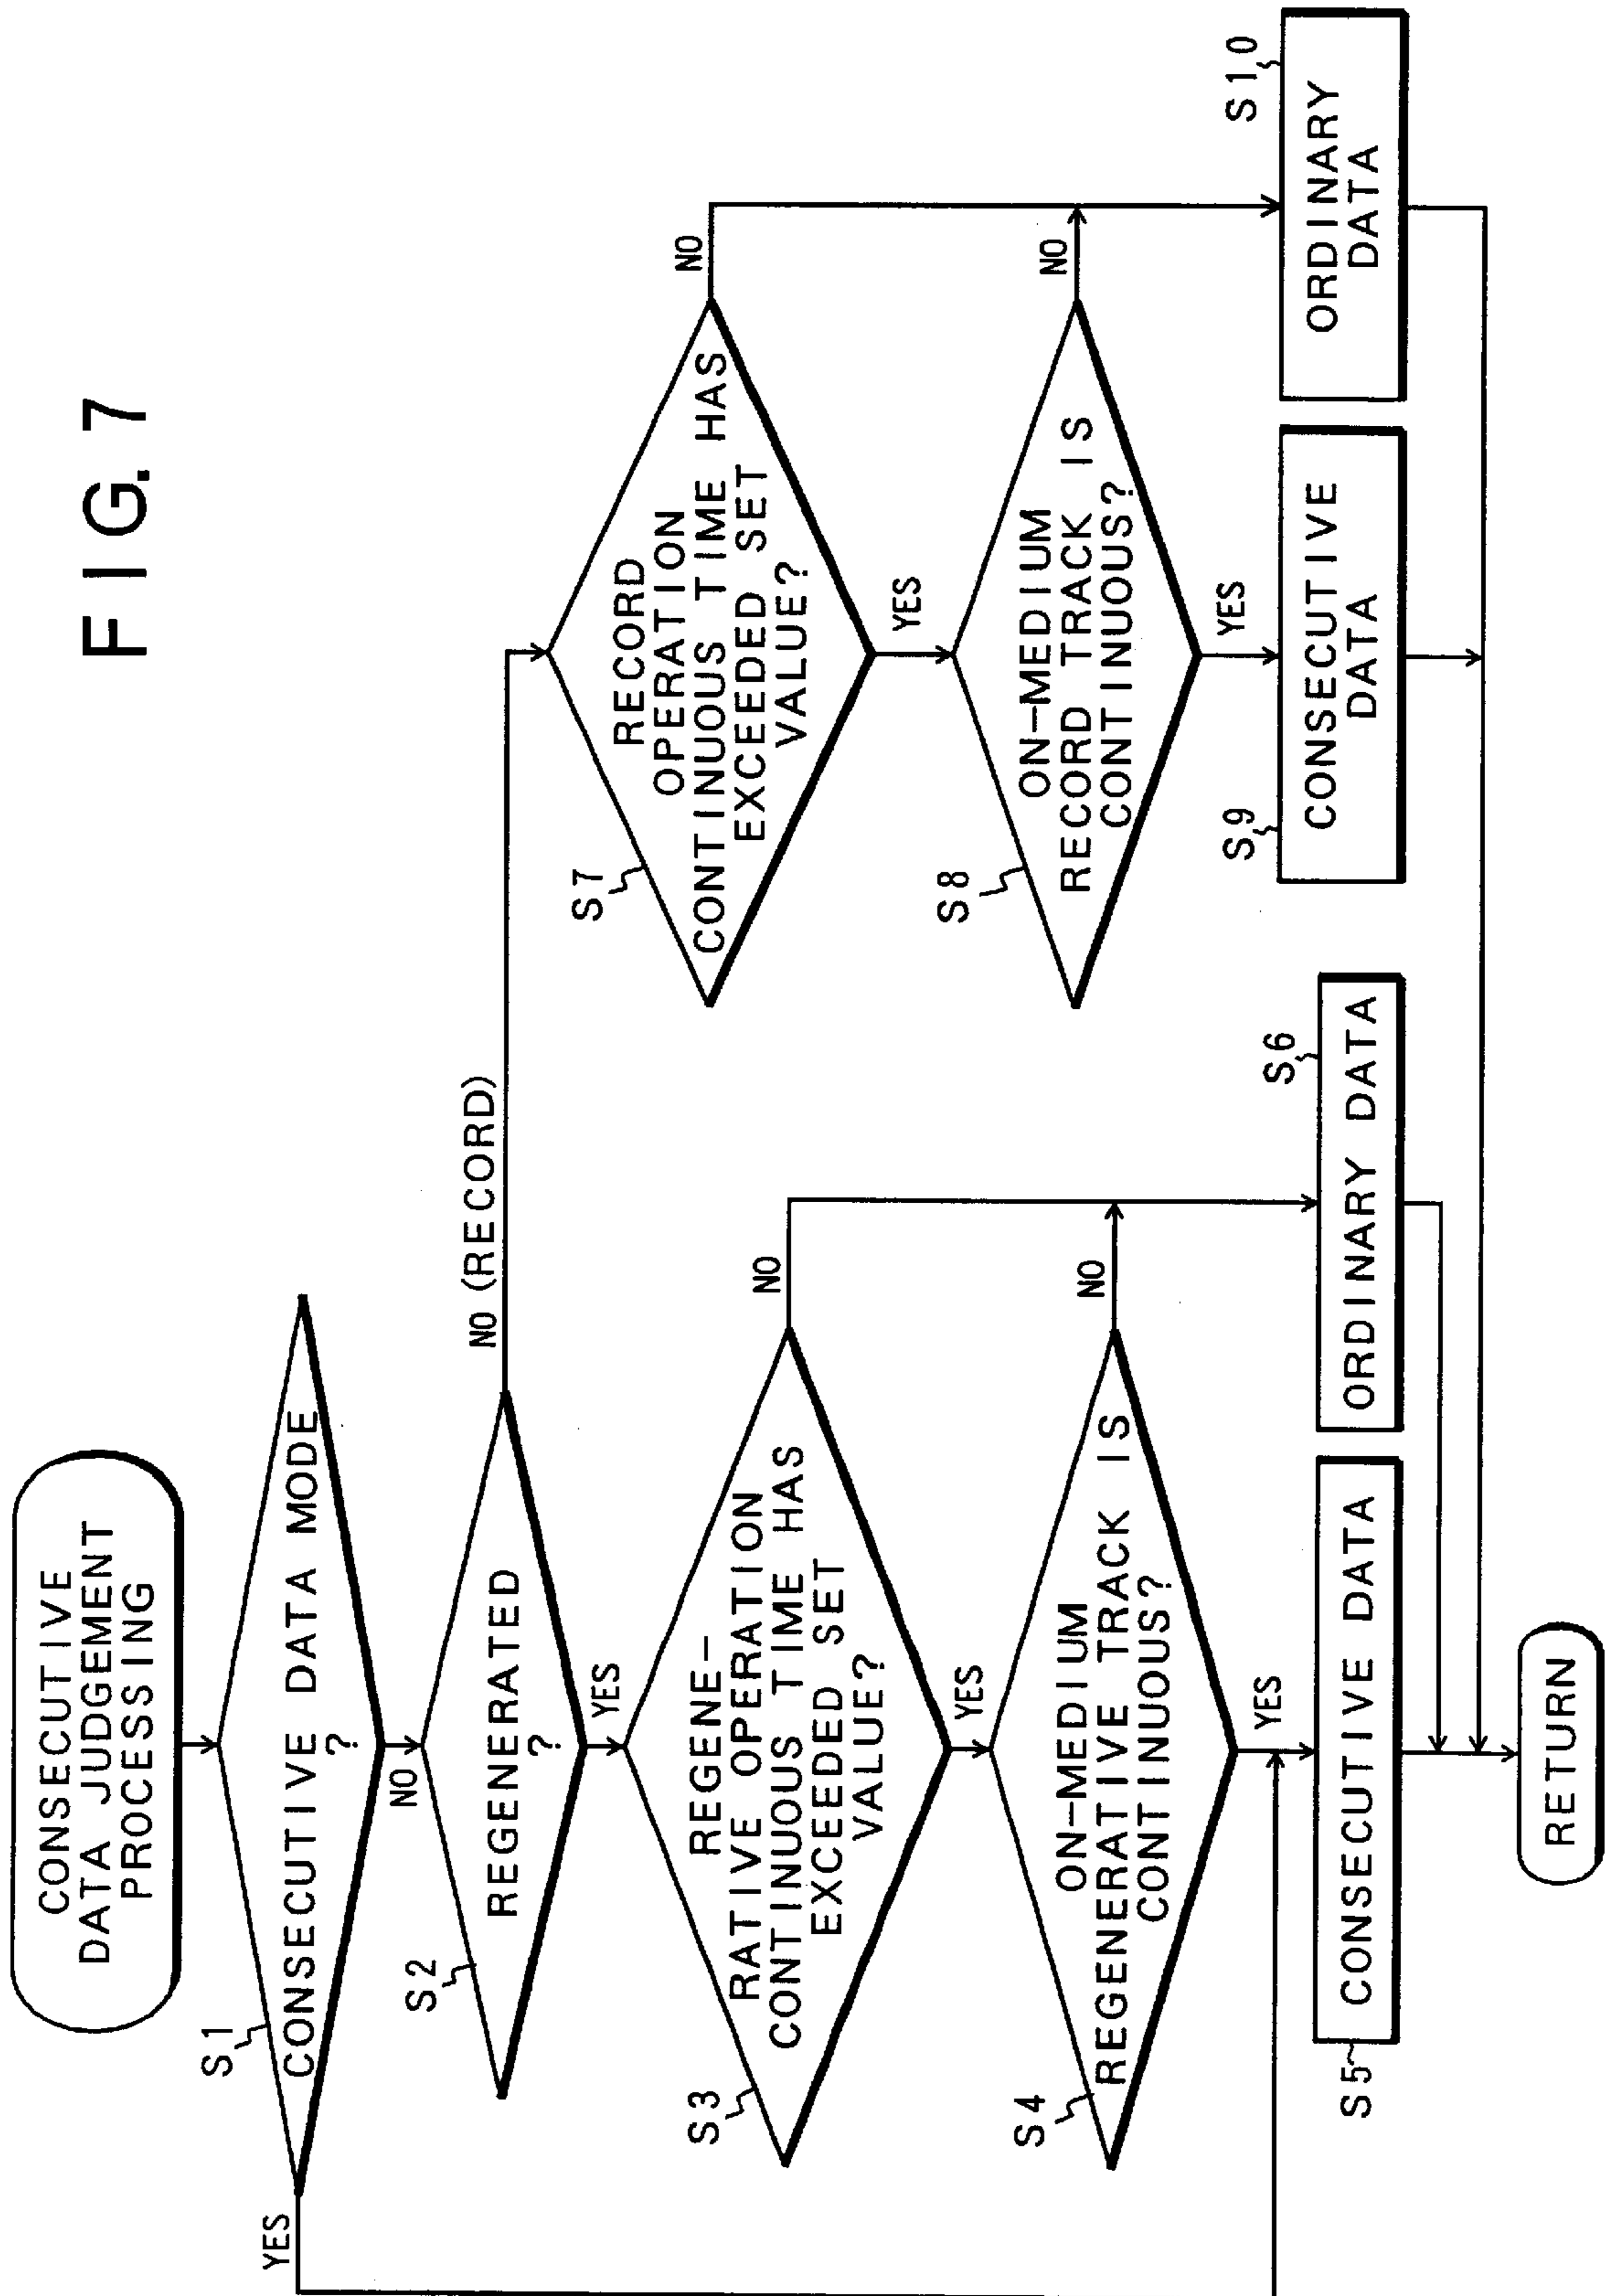 FIG. 7
CONSECUTIVE
DATA JUDGEMENT
PROCESSING
S1
CONSECUTIVE DATA MODE
?
YES
NO
S2
REGENERATED
?
NO (RECORD)
YES
S3
REGENE-
RATIVE OPERATION
CONTINUOUS TIME HAS
EXCEEDED SET
VALUE?
NO
YES
S4
ON-MEDIUM
REGENERATIVE TRACK IS
CONTINUOUS?
NO
YES
S5
CONSECUTIVE DATA
S6
ORDINARY DATA
S7
RECORD
OPERATION
CONTINUOUS TIME HAS
EXCEEDED SET
VALUE?
NO
YES
S8
ON-MEDIUM
RECORD TRACK IS
CONTINUOUS?
NO
YES
S9
CONSECUTIVE
DATA
S10
ORDINARY
DATA
RETURN